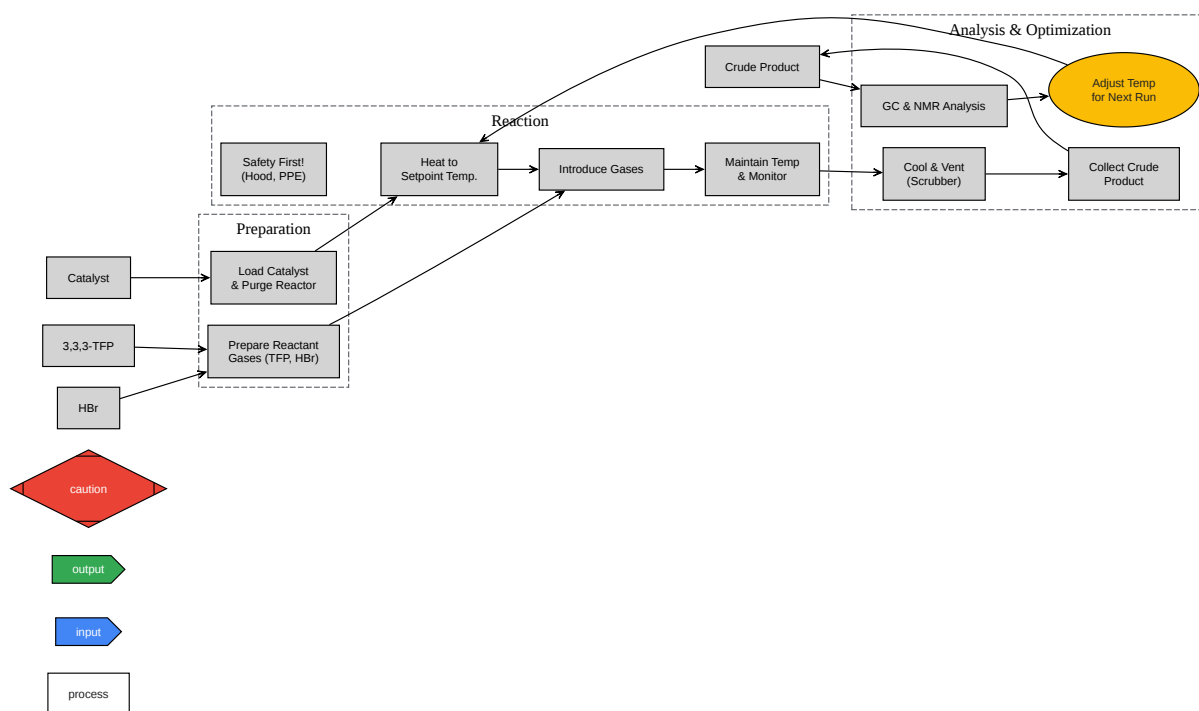 Analysis & Optimization
Crude Product
Adjust Temp
for Next Run
GC & NMR Analysis
Reaction
Safety First!
(Hood, PPE)
Heat to
Setpoint Temp.
Introduce Gases
Maintain Temp
& Monitor
Cool & Vent
(Scrubber)
Collect Crude
Product
Preparation
Catalyst
Load Catalyst
& Purge Reactor
3,3,3-TFP
Prepare Reactant
Gases (TFP, HBr)
HBr
caution
output
input
process